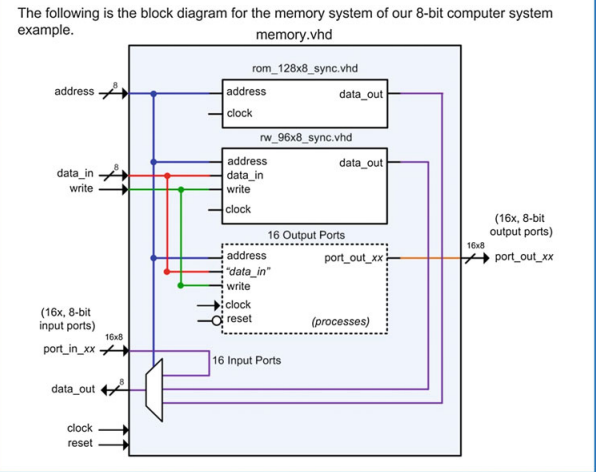 The following is the block diagram for the memory system of our 8-bit computer system
example.
memory.vhd
rom_128x8_sync.vhd
address
8
address
data_out
clock
rw_96x8_sync.vhd
address
data_out
data_in
8
data_in
write
write
clock
(16x, 8-bit
output ports)
16 Output Ports
address
port_out_xx
16x8
port_out_xx
"data_in"
write
clock
reset
(processes)
(16x, 8-bit
input ports)
16x8
port_in_xx
16 Input Ports
data_out
8
clock
reset